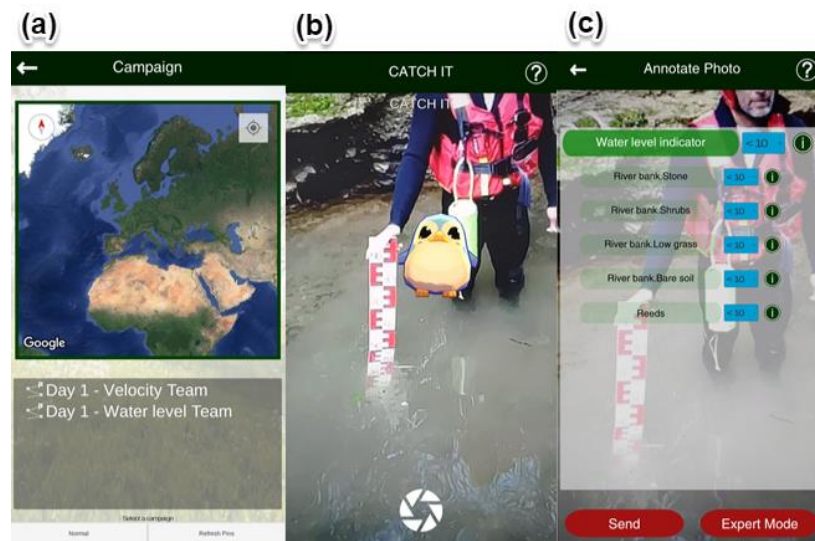 (a)
Campaign
Google
Day 1 - Velocity Team
Day 1 - Water level Team
Select a campaign
Normal
Refresh Pins
(b)
CATCH IT
?
CATCH IT
E
E
E
E
E
(c)
Annotate Photo
?
Water level indicator
<10
i
River bank.Stone
<10
i
River bank.Shrubs
<10
i
River bank.Low grass
<10
i
River bank.Bare soil
<10
i
Reeds
<10
i
Send
Expert Mode